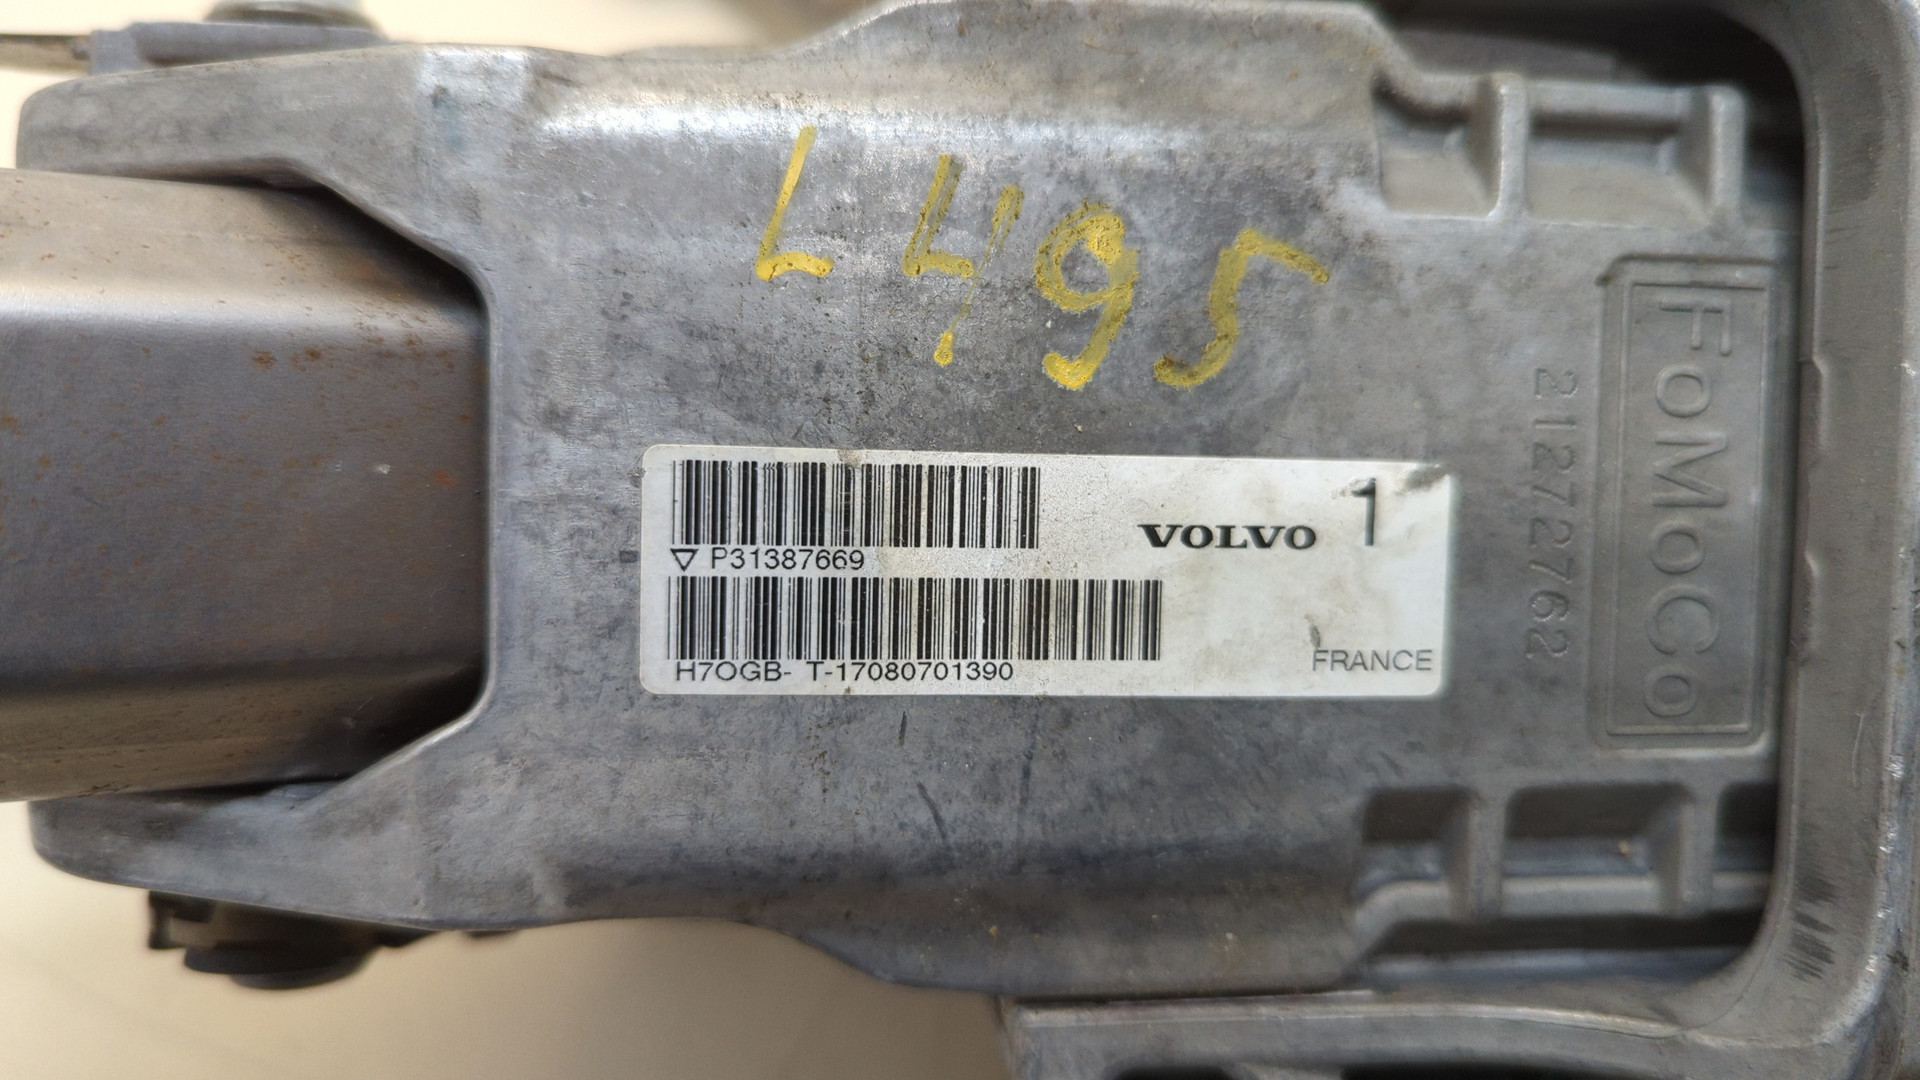 L495
P31387669
VOLVO 1
H7OGB- T-17080701390
FRANCE
FoMoCo
21272762